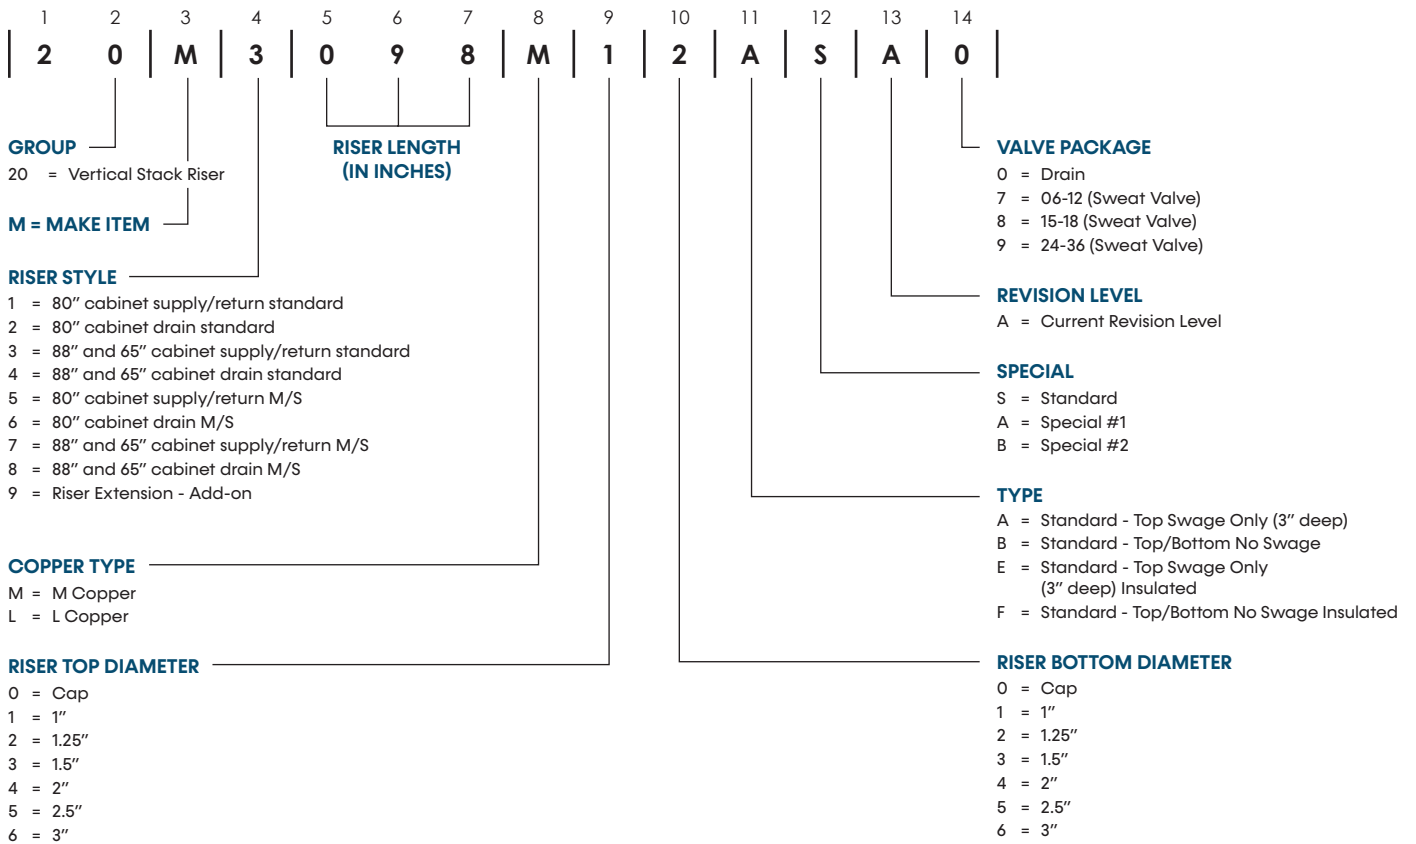 1 2 3 4 5 6 7 8 9 10 11 12 13 14
2 0 M 3 0 9 8 M 1 2 A S A 0
GROUP
20 = Vertical Stack Riser
M = MAKE ITEM
RISER STYLE
1 = 80” cabinet supply/return standard
2 = 80” cabinet drain standard
3 = 88” and 65” cabinet supply/return standard
4 = 88” and 65” cabinet drain standard
5 = 80” cabinet supply/return M/S
6 = 80” cabinet drain M/S
7 = 88” and 65” cabinet supply/return M/S
8 = 88” and 65” cabinet drain M/S
9 = Riser Extension - Add-on
RISER LENGTH
(IN INCHES)
COPPER TYPE
M = M Copper
L = L Copper
RISER TOP DIAMETER
0 = Cap
1 = 1”
2 = 1.25”
3 = 1.5”
4 = 2”
5 = 2.5”
6 = 3”
VALVE PACKAGE
0 = Drain
7 = 06-12 (Sweat Valve)
8 = 15-18 (Sweat Valve)
9 = 24-36 (Sweat Valve)
REVISION LEVEL
A = Current Revision Level
SPECIAL
S = Standard
A = Special #1
B = Special #2
TYPE
A = Standard - Top Swage Only (3” deep)
B = Standard - Top/Bottom No Swage
E = Standard - Top Swage Only
(3” deep) Insulated
F = Standard - Top/Bottom No Swage Insulated
RISER BOTTOM DIAMETER
0 = Cap
1 = 1”
2 = 1.25”
3 = 1.5”
4 = 2”
5 = 2.5”
6 = 3”